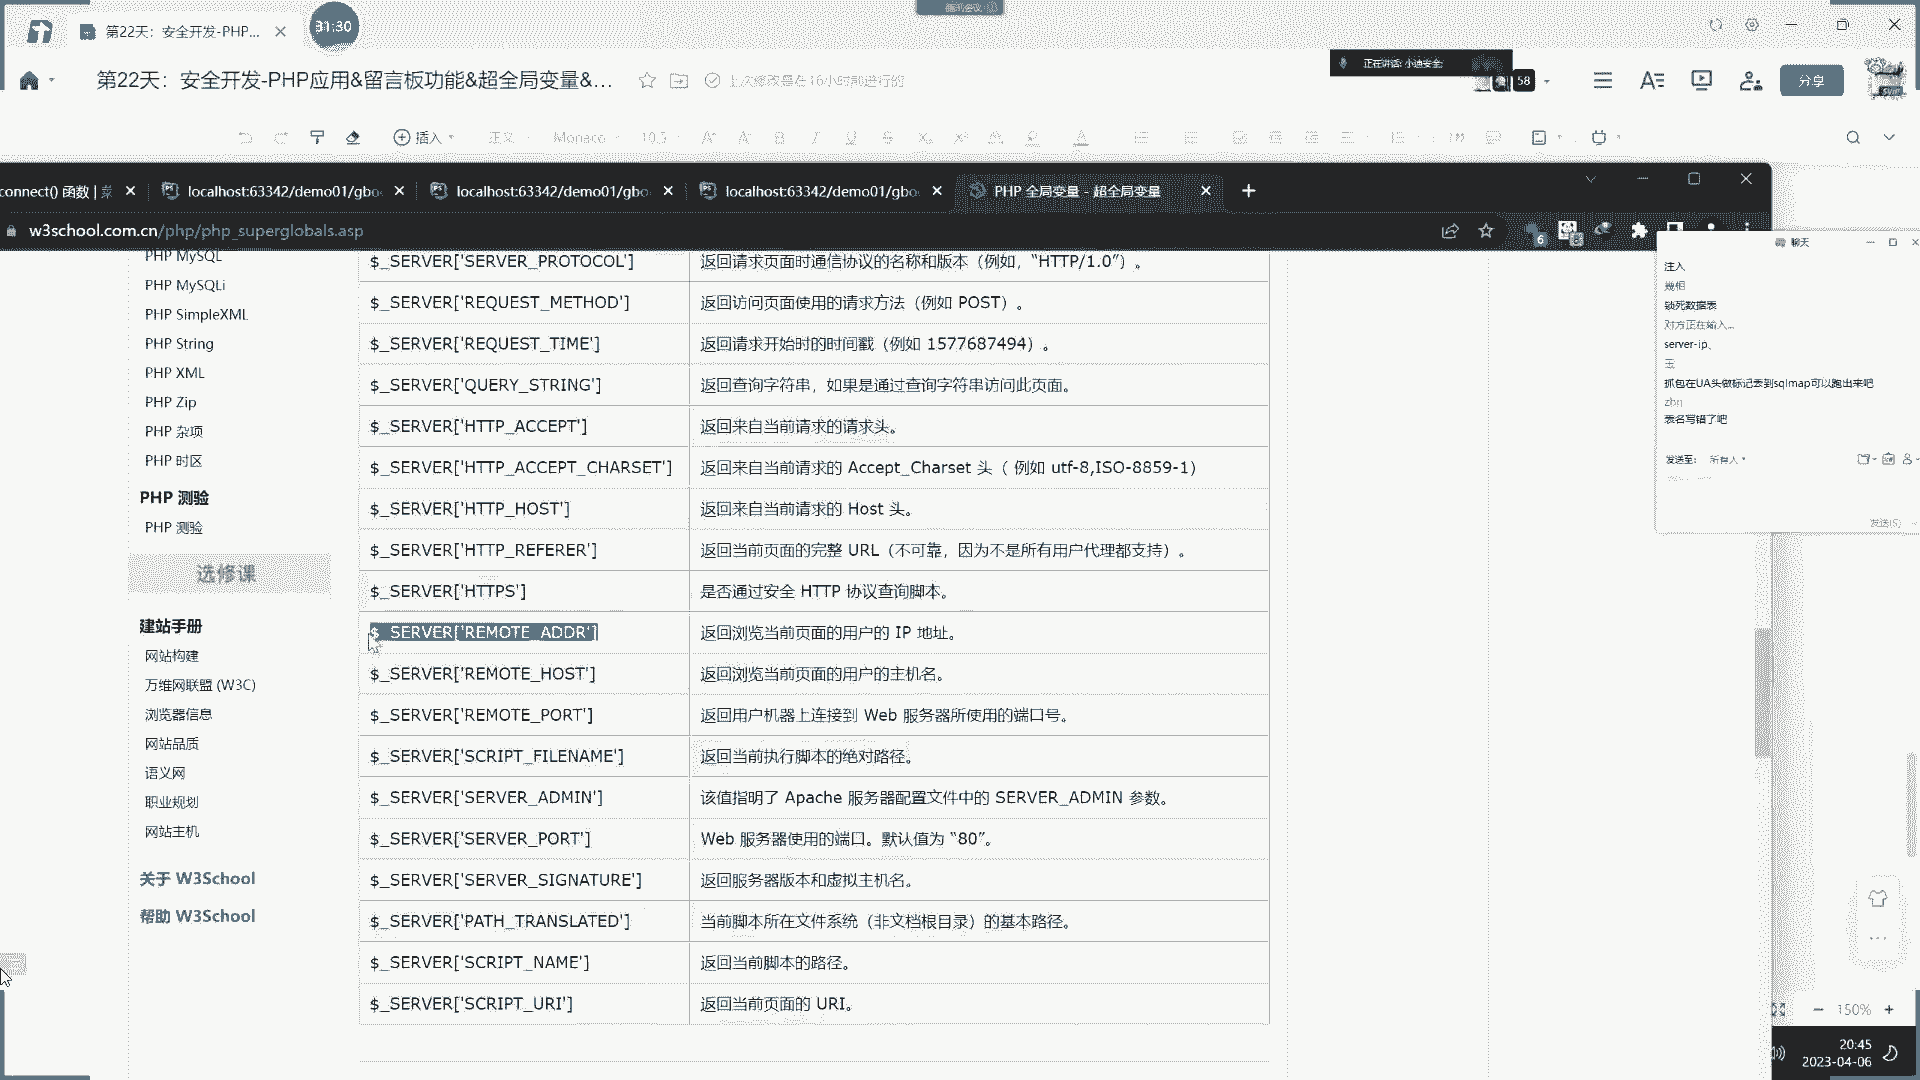 第22天：安全开发-PHP...
31:30
第22天：安全开发-PHP应用&留言板功能&超全局变量&...
上次修改是在16小时前进行的
正在讲话: 小迪安全;
58
分享
插入
正文
Monaco
10.5
connect() 函数 | 菜
localhost:63342/demo01/gbo
localhost:63342/demo01/gbo
localhost:63342/demo01/gbo
PHP 全局变量 - 超全局变量
w3school.com.cn/php/php_superglobals.asp
PHP MySQL
PHP MySQLi
PHP SimpleXML
PHP String
PHP XML
PHP Zip
PHP 杂项
PHP 时区
PHP 测验
PHP 测验
选修课
建站手册
网站构建
万维网联盟 (W3C)
浏览器信息
网站品质
语义网
职业规划
网站主机
关于 W3School
帮助 W3School
$_SERVER['SERVER_PROTOCOL'] 返回请求页面时通信协议的名称和版本（例如，“HTTP/1.0”）。
$_SERVER['REQUEST_METHOD'] 返回访问页面使用的请求方法（例如 POST）。
$_SERVER['REQUEST_TIME'] 返回请求开始时的时间戳（例如 1577687494）。
$_SERVER['QUERY_STRING'] 返回查询字符串，如果是通过查询字符串访问此页面。
$_SERVER['HTTP_ACCEPT'] 返回来自当前请求的请求头。
$_SERVER['HTTP_ACCEPT_CHARSET'] 返回来自当前请求的 Accept_Charset 头（ 例如 utf-8,ISO-8859-1）
$_SERVER['HTTP_HOST'] 返回来自当前请求的 Host 头。
$_SERVER['HTTP_REFERER'] 返回当前页面的完整 URL（不可靠，因为不是所有用户代理都支持）。
$_SERVER['HTTPS'] 是否通过安全 HTTP 协议查询脚本。
$_SERVER['REMOTE_ADDR'] 返回浏览当前页面的用户的 IP 地址。
$_SERVER['REMOTE_HOST'] 返回浏览当前页面的用户的主机名。
$_SERVER['REMOTE_PORT'] 返回用户机器上连接到 Web 服务器所使用的端口号。
$_SERVER['SCRIPT_FILENAME'] 返回当前执行脚本的绝对路径。
$_SERVER['SERVER_ADMIN'] 该值指明了 Apache 服务器配置文件中的 SERVER_ADMIN 参数。
$_SERVER['SERVER_PORT'] Web 服务器使用的端口。默认值为 “80”。
$_SERVER['SERVER_SIGNATURE'] 返回服务器版本和虚拟主机名。
$_SERVER['PATH_TRANSLATED'] 当前脚本所在文件系统（非文档根目录）的基本路径。
$_SERVER['SCRIPT_NAME'] 返回当前脚本的路径。
$_SERVER['SCRIPT_URI'] 返回当前页面的 URI。
聊天
注入
锁死数据表
对方正在输入...
server-ip、
王
抓包在UA头做标记丢到sqlmap可以跑出来吧
zbq
表名写错了吧
发送至: 所有人
发送(S)
150%
20:45
2023-04-06